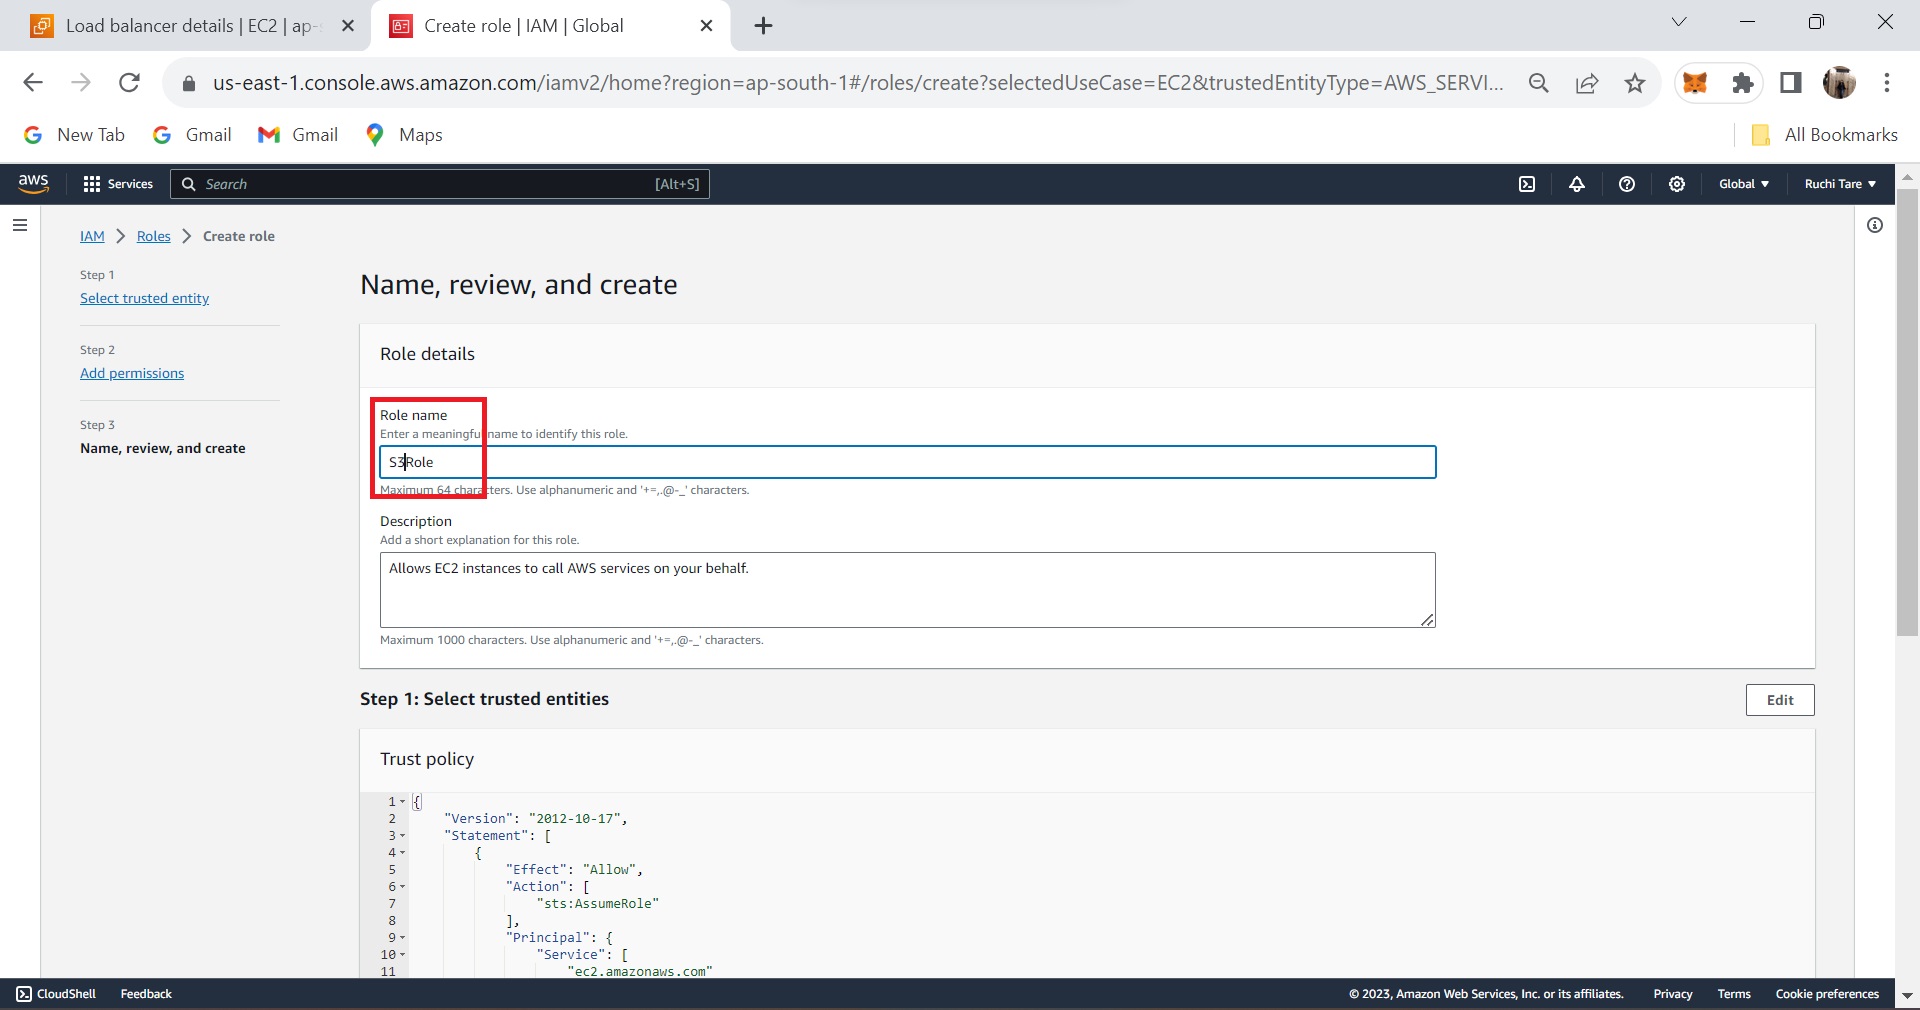 Load balancer details | EC2 | ap-s
Create role | IAM | Global
us-east-1.console.aws.amazon.com/iamv2/home?region=ap-south-1#/roles/create?selectedUseCase=EC2&trustedEntityType=AWS_SERVI...
New Tab
Gmail
Gmail
Maps
All Bookmarks
aws
Services
Search
[Alt+S]
Global
Ruchi Tare
IAM > Roles > Create role
Step 1
Select trusted entity
Step 2
Add permissions
Step 3
Name, review, and create
Name, review, and create
Role details
Role name
Enter a meaningful name to identify this role.
S3Role
Maximum 64 characters. Use alphanumeric and '+=,.@-_' characters.
Description
Add a short explanation for this role.
Allows EC2 instances to call AWS services on your behalf.
Maximum 1000 characters. Use alphanumeric and '+=,.@-_' characters.
Step 1: Select trusted entities
Edit
Trust policy
1 {
2 "Version": "2012-10-17",
3 "Statement": [
4 {
5 "Effect": "Allow",
6 "Action": [
7 "sts:AssumeRole"
8 ],
9 "Principal": {
10 "Service": [
11 "ec2.amazonaws.com"
CloudShell
Feedback
© 2023, Amazon Web Services, Inc. or its affiliates.
Privacy
Terms
Cookie preferences